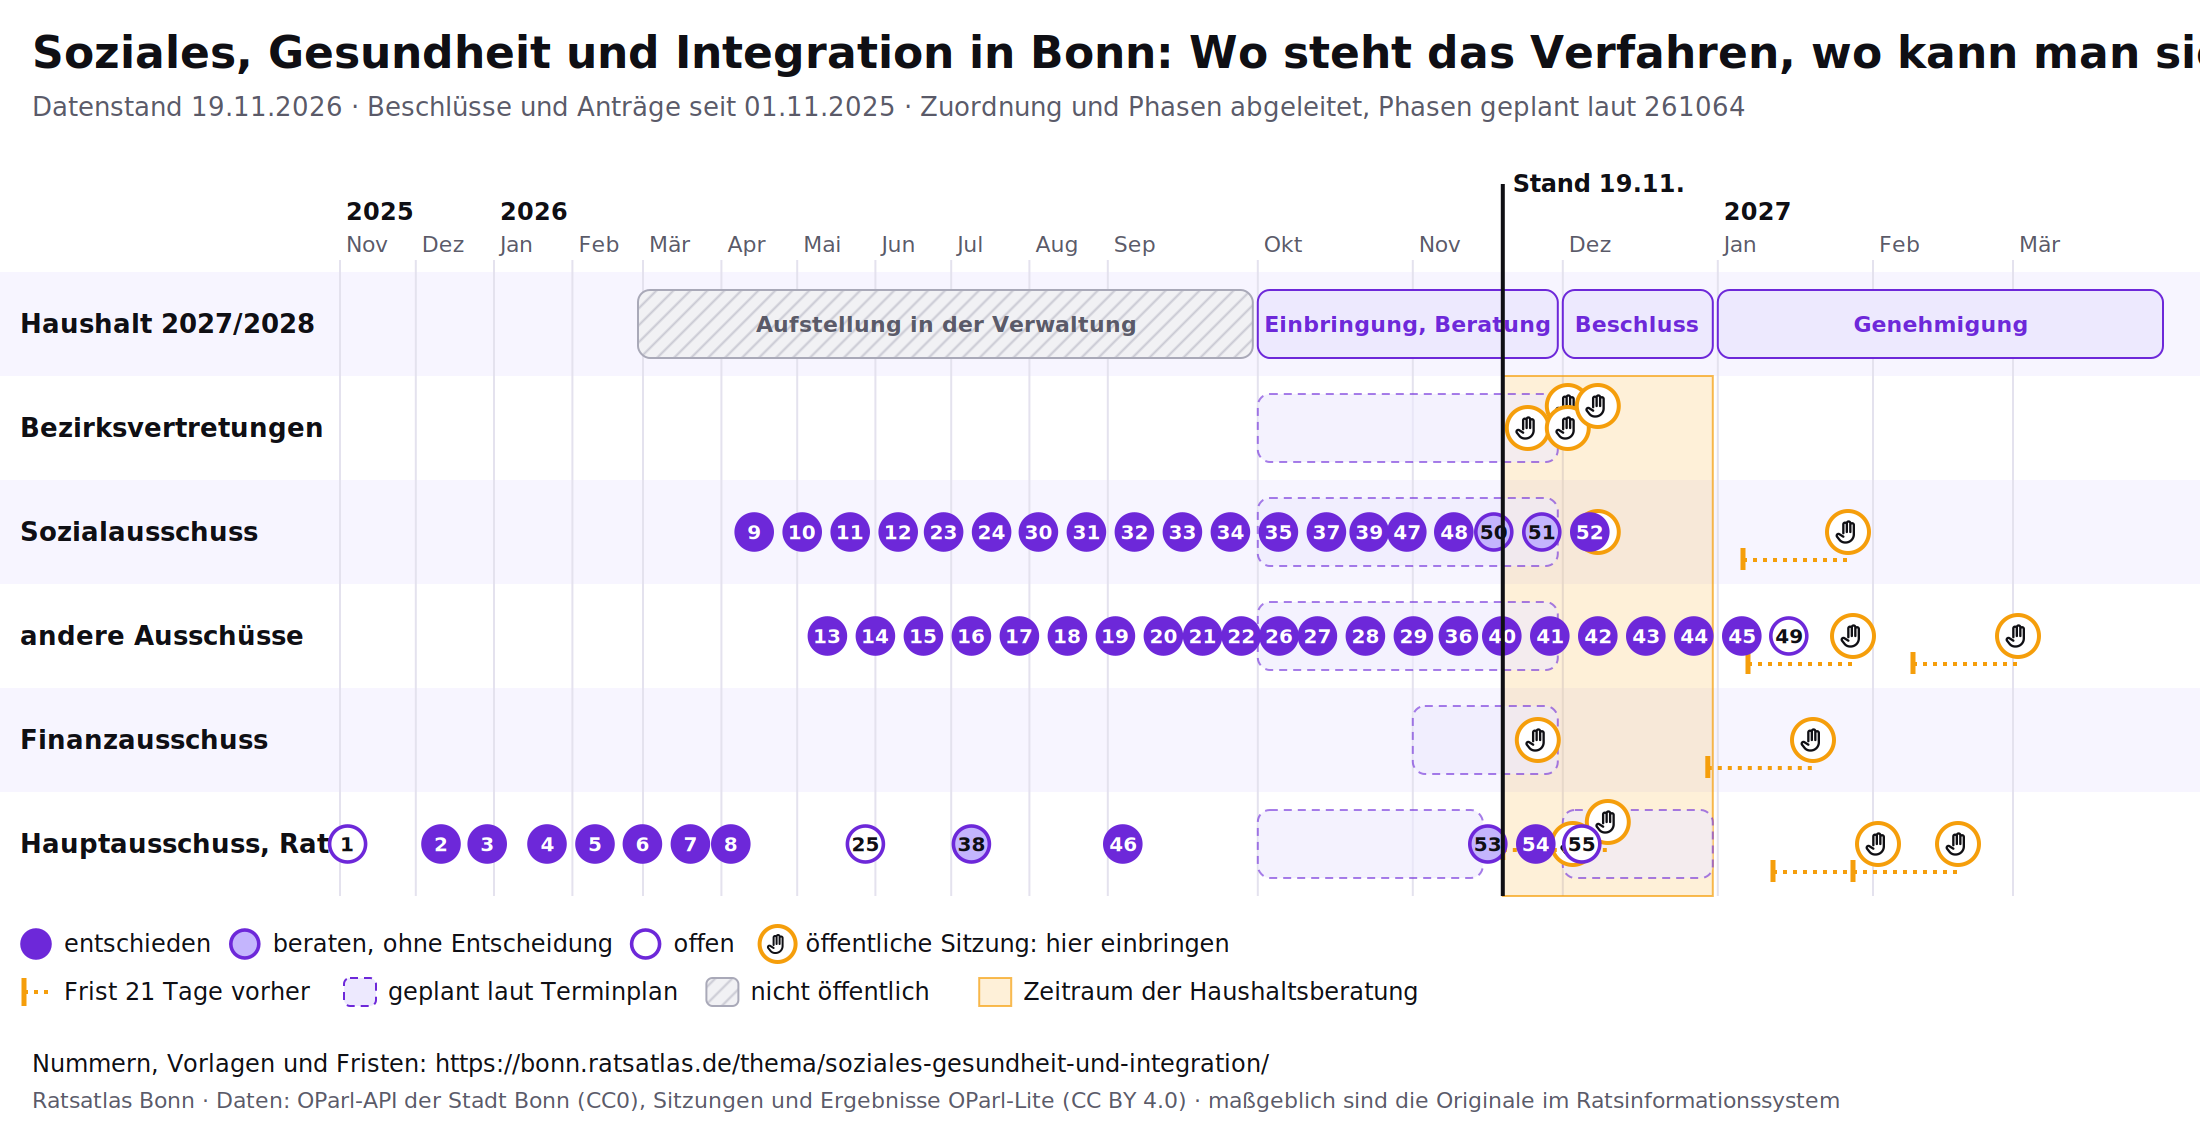 Soziales, Gesundheit und Integration in Bonn: Wo steht das Verfahren, wo kann man
Datenstand 19.11.2026 · Beschlüsse und Anträge seit 01.11.2025 · Zuordnung und Phasen abgeleitet, Phasen geplant laut 261064
Stand 19.11.
2025 2026 2027
Nov Dez Jan Feb Mär Apr Mai Jun Jul Aug Sep Okt Nov Dez Jan Feb Mär
Haushalt 2027/2028 Aufstellung in der Verwaltung Einbringung, Beratung Beschluss Genehmigung
Bezirksvertretungen
Sozialausschuss 9 10 11 12 23 24 30 31 32 33 34 35 37 39 47 48 50 51 52
andere Ausschüsse 13 14 15 16 17 18 19 20 21 22 26 27 28 29 36 40 41 42 43 44 45 49
Finanzausschuss
Hauptausschuss, Rat 1 2 3 4 5 6 7 8 25 38 46 53 54 55
entschieden beraten, ohne Entscheidung offen öffentliche Sitzung: hier einbringen
Frist 21 Tage vorher geplant laut Terminplan nicht öffentlich Zeitraum der Haushaltsberatung
Nummern, Vorlagen und Fristen: https://bonn.ratsatlas.de/thema/soziales-gesundheit-und-integration/
Ratsatlas Bonn · Daten: OParl-API der Stadt Bonn (CC0), Sitzungen und Ergebnisse OParl-Lite (CC BY 4.0) · maßgeblich sind die Originale im Ratsinformationssystem